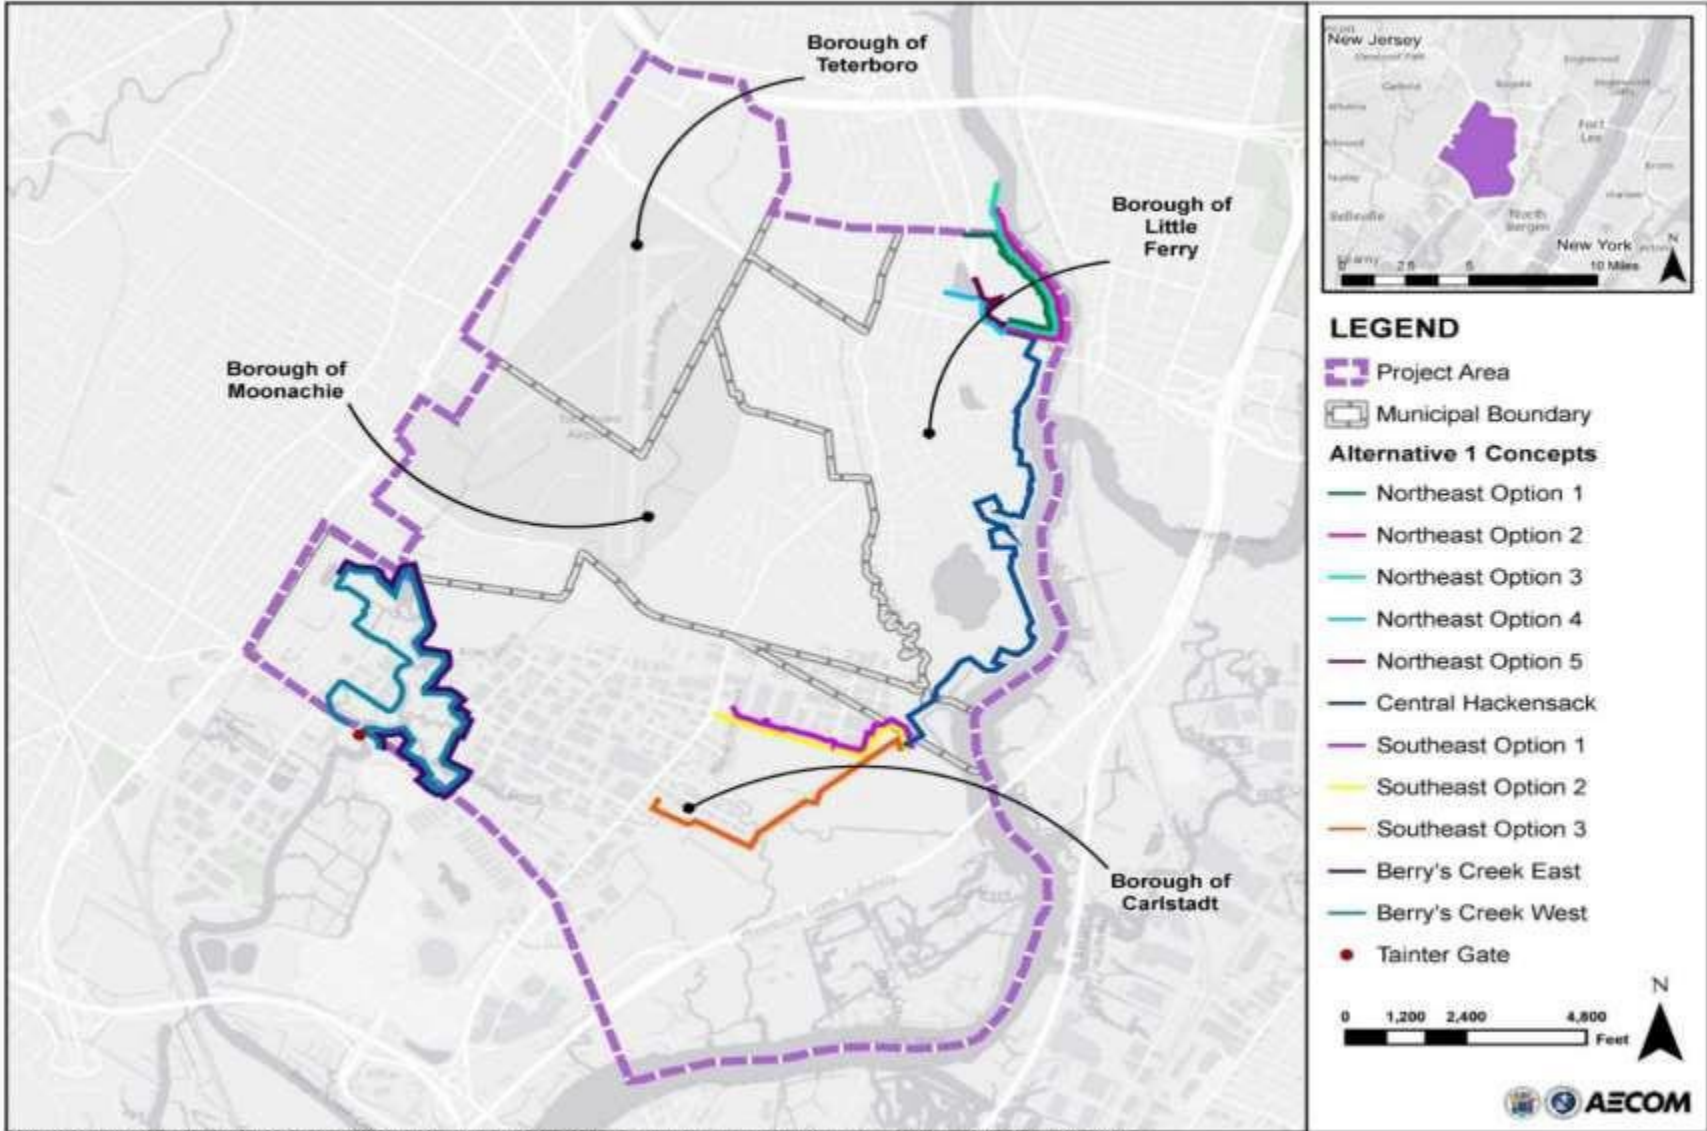 Borough of
Teterboro
Borough of
Little
Ferry
Borough of
Moonachie
Borough of
Carlstadt
New Jersey
Fort
Lee
Belleville
North
Bergen
New York
N
0
5
10 Miles
LEGEND
Project Area
Municipal Boundary
Alternative 1 Concepts
Northeast Option 1
Northeast Option 2
Northeast Option 3
Northeast Option 4
Northeast Option 5
Central Hackensack
Southeast Option 1
Southeast Option 2
Southeast Option 3
Berry's Creek East
Berry's Creek West
Tainter Gate
N
0 1,200 2,400 4,800
Feet
AECOM